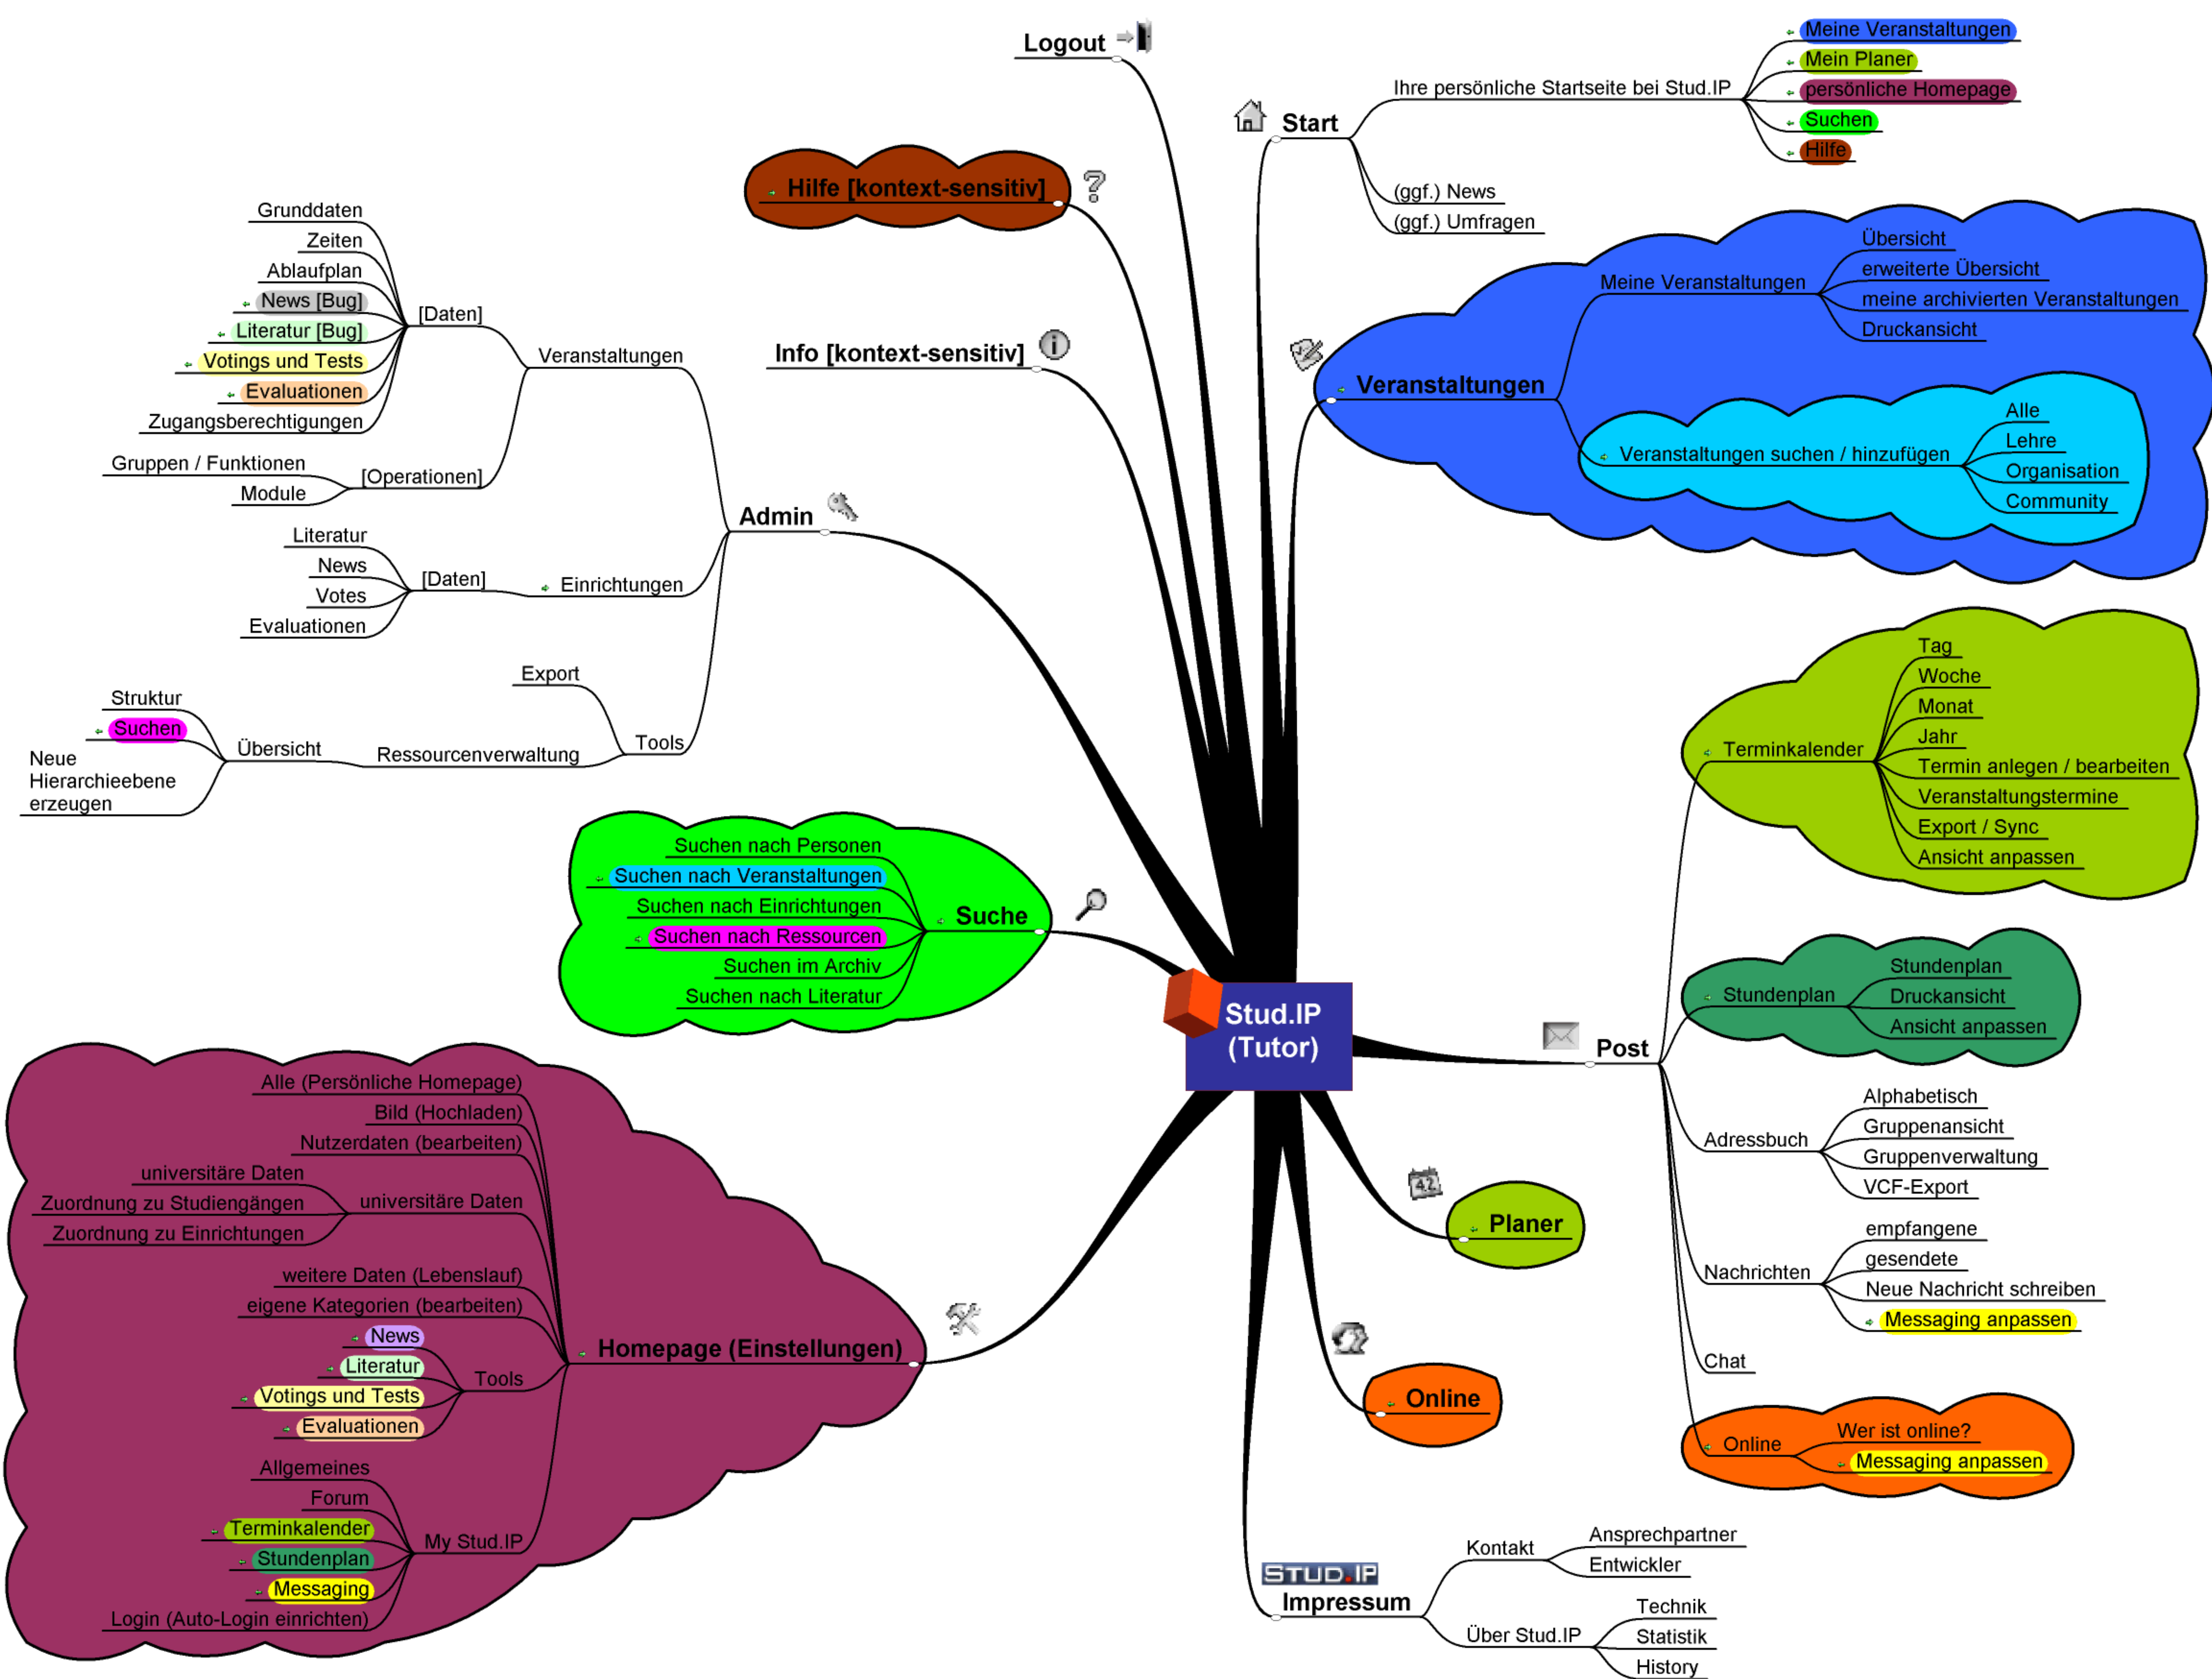 Logout
Hilfe [kontext-sensitiv]
Info [kontext-sensitiv]
Admin
Veranstaltungen
[Daten]
Grunddaten
Zeiten
Ablaufplan
News [Bug]
Literatur [Bug]
Votings und Tests
Evaluationen
Zugangsberechtigungen
[Operationen]
Gruppen / Funktionen
Module
Einrichtungen
[Daten]
Literatur
News
Votes
Evaluationen
Tools
Export
Ressourcenverwaltung
Übersicht
Struktur
Suchen
Neue
Hierarchieebene
erzeugen
Suche
Suchen nach Personen
Suchen nach Veranstaltungen
Suchen nach Einrichtungen
Suchen nach Ressourcen
Suchen im Archiv
Suchen nach Literatur
Homepage (Einstellungen)
Alle (Persönliche Homepage)
Bild (Hochladen)
Nutzerdaten (bearbeiten)
universitäre Daten
universitäre Daten
Zuordnung zu Studiengängen
Zuordnung zu Einrichtungen
weitere Daten (Lebenslauf)
eigene Kategorien (bearbeiten)
Tools
News
Literatur
Votings und Tests
Evaluationen
My Stud.IP
Allgemeines
Forum
Terminkalender
Stundenplan
Messaging
Login (Auto-Login einrichten)
Stud.IP
(Tutor)
Start
Ihre persönliche Startseite bei Stud.IP
Meine Veranstaltungen
Mein Planer
persönliche Homepage
Suchen
Hilfe
(ggf.) News
(ggf.) Umfragen
Veranstaltungen
Meine Veranstaltungen
Übersicht
erweiterte Übersicht
meine archivierten Veranstaltungen
Druckansicht
Veranstaltungen suchen / hinzufügen
Alle
Lehre
Organisation
Community
Post
Terminkalender
Tag
Woche
Monat
Jahr
Termin anlegen / bearbeiten
Veranstaltungstermine
Export / Sync
Ansicht anpassen
Stundenplan
Stundenplan
Druckansicht
Ansicht anpassen
Adressbuch
Alphabetisch
Gruppenansicht
Gruppenverwaltung
VCF-Export
Nachrichten
empfangene
gesendete
Neue Nachricht schreiben
Messaging anpassen
Chat
Online
Wer ist online?
Messaging anpassen
4.2.
Planer
Online
STUD.IP
Impressum
Kontakt
Ansprechpartner
Entwickler
Über Stud.IP
Technik
Statistik
History